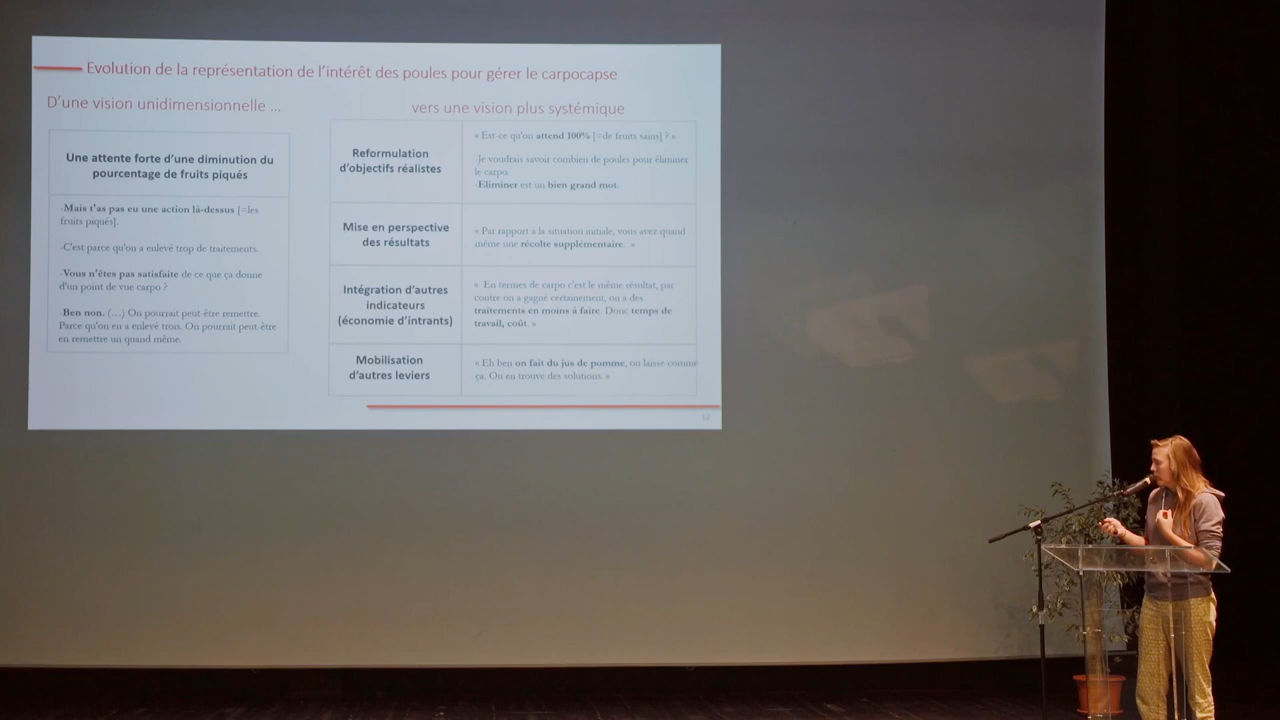 Evolution de la représentation de l'intérêt des poules pour gérer le carpocapse
D'une vision unidimensionnelle ...
Une attente forte d'une diminution du
pourcentage de fruits piqués
-Mais t'as pas eu une action là-dessus [=les
fruits piqués].
-C'est parce qu'on a enlevé trop de traitements.
-Vous n'êtes pas satisfaite de ce que ça donne
d'un point de vue carpo ?
-Ben non. (…) On pourrait peut-être remettre.
Parce qu'on en a enlevé trois. On pourrait peut-être
en remettre un quand même.
vers une vision plus systémique
Reformulation
d'objectifs réalistes
« Est-ce qu'on attend 100% [=de fruits sains] ? »
-Je voudrais savoir combien de poules pour éliminer
le carpo.
-Eliminer est un bien grand mot.
Mise en perspective
des résultats
« Par rapport à la situation initiale, vous avez quand
même une récolte supplémentaire. »
Intégration d'autres
indicateurs
(économie d'intrants)
« En termes de carpo c'est le même résultat, par
contre on a gagné certainement, on a des
traitements en moins à faire. Donc temps de
travail, coût. »
Mobilisation
d'autres leviers
« Eh ben on fait du jus de pomme, on laisse comme
ça. On en trouve des solutions. »